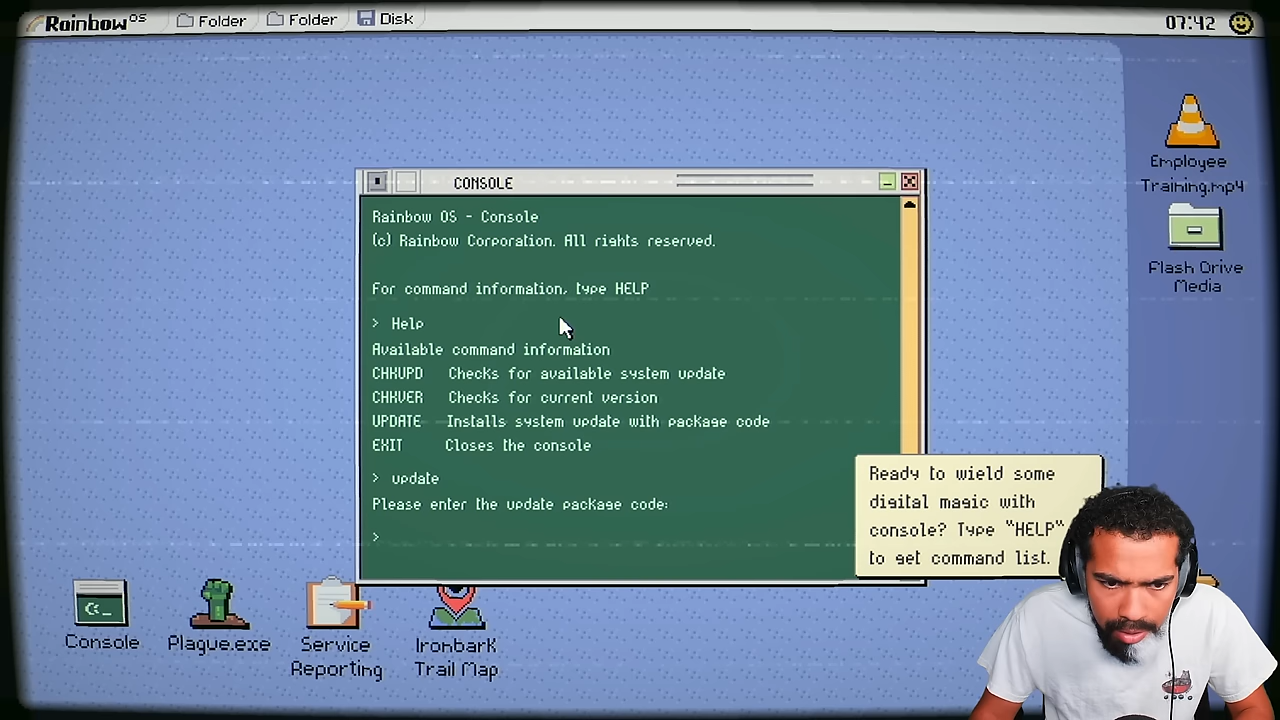 Rainbow OS
Folder
Folder
Disk
07:42
Employee
Training.mp4
Flash Drive
Media
CONSOLE
Rainbow OS - Console
(c) Rainbow Corporation. All rights reserved.
For command information, type HELP
> Help
Available command information
CHKUPD Checks for available system update
CHKVER Checks for current version
UPDATE Installs system update with package code
EXIT Closes the console
> update
Please enter the update package code:
>
Ready to wield some
digital magic with
console? Type "HELP"
to get command list.
Console
Plague.exe
Service
Reporting
Ironbark
Trail Map